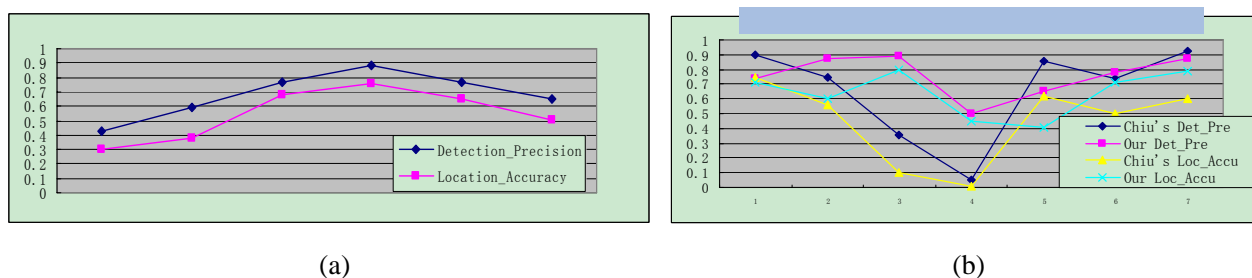 1
0.9
0.8
0.7
0.6
0.5
0.4
0.3
0.2
0.1
0
Detection_Precision
Location_Accuracy
(a)
1
0.9
0.8
0.7
0.6
0.5
0.4
0.3
0.2
0.1
0
1 2 3 4 5 6 7
Chiu's Det_Pre
Our Det_Pre
Chiu's Loc_Accu
Our Loc_Accu
(b)